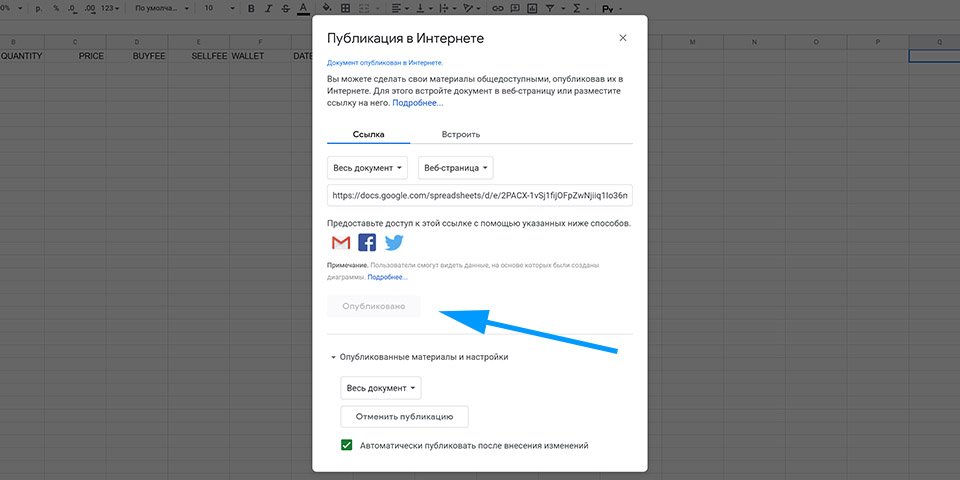 0% р. % .0 .00 123 По умолча... 10 B I S A
B C D E F M N O P Q
QUANTITY PRICE BUYFEE SELLFEE WALLET DATE
Публикация в Интернете
Документ опубликован в Интернете.
Вы можете сделать свои материалы общедоступными, опубликовав их в
Интернете. Для этого встройте документ в веб-страницу или разместите
ссылку на него. Подробнее...
Ссылка Встроить
Весь документ Веб-страница
https://docs.google.com/spreadsheets/d/e/2PACX-1vSj1fijOFpZwNjiiq1Io36m
Предоставьте доступ к этой ссылке с помощью указанных ниже способов.
Примечание. Пользователи смогут видеть данные, на основе которых были созданы
диаграммы. Подробнее...
Опубликовано
Опубликованные материалы и настройки
Весь документ
Отменить публикацию
Автоматически публиковать после внесения изменений